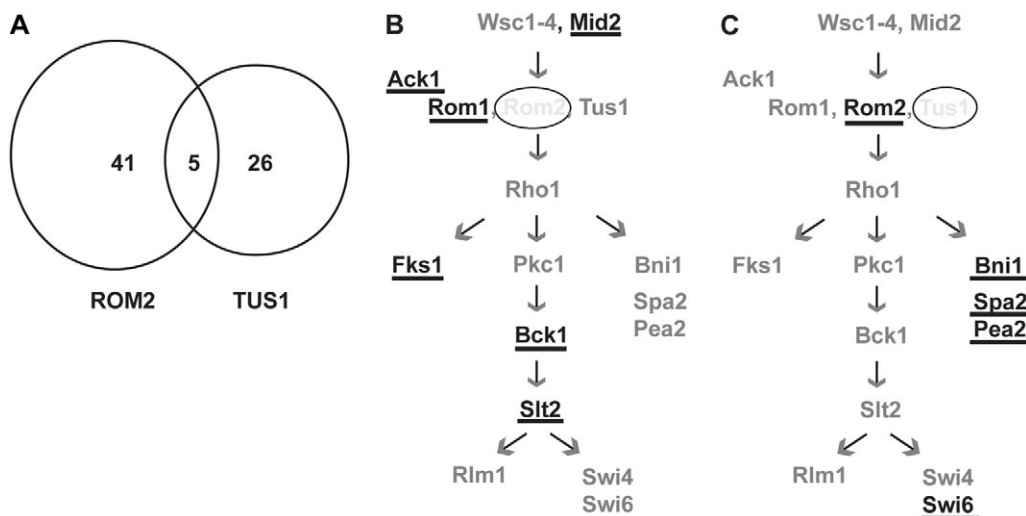 A
41
5
26
ROM2
TUS1
B
Wsc1-4, Mid2
Ack1
Rom1, Rom2, Tus1
Rho1
Fks1
Pkc1
Bni1
Spa2
Pea2
Bck1
Slt2
Rlm1
Swi4
Swi6
C
Wsc1-4, Mid2
Ack1
Rom1, Rom2, Tus1
Rho1
Fks1
Pkc1
Bni1
Spa2
Pea2
Bck1
Slt2
Rlm1
Swi4
Swi6